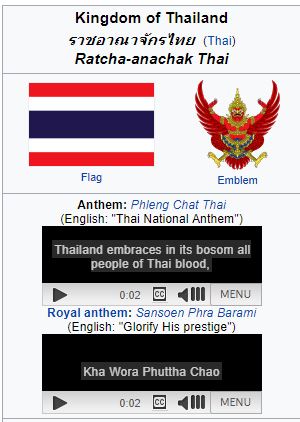 Kingdom of Thailand
ราชอาณาจักรไทย (Thai)
Ratcha-anachak Thai
Flag
Emblem
Anthem: Phleng Chat Thai
(English: "Thai National Anthem")
Thailand embraces in its bosom all
people of Thai blood,
0:02 CC MENU
Royal anthem: Sansoen Phra Barami
(English: "Glorify His prestige")
Kha Wora Phuttha Chao
0:02 CC MENU